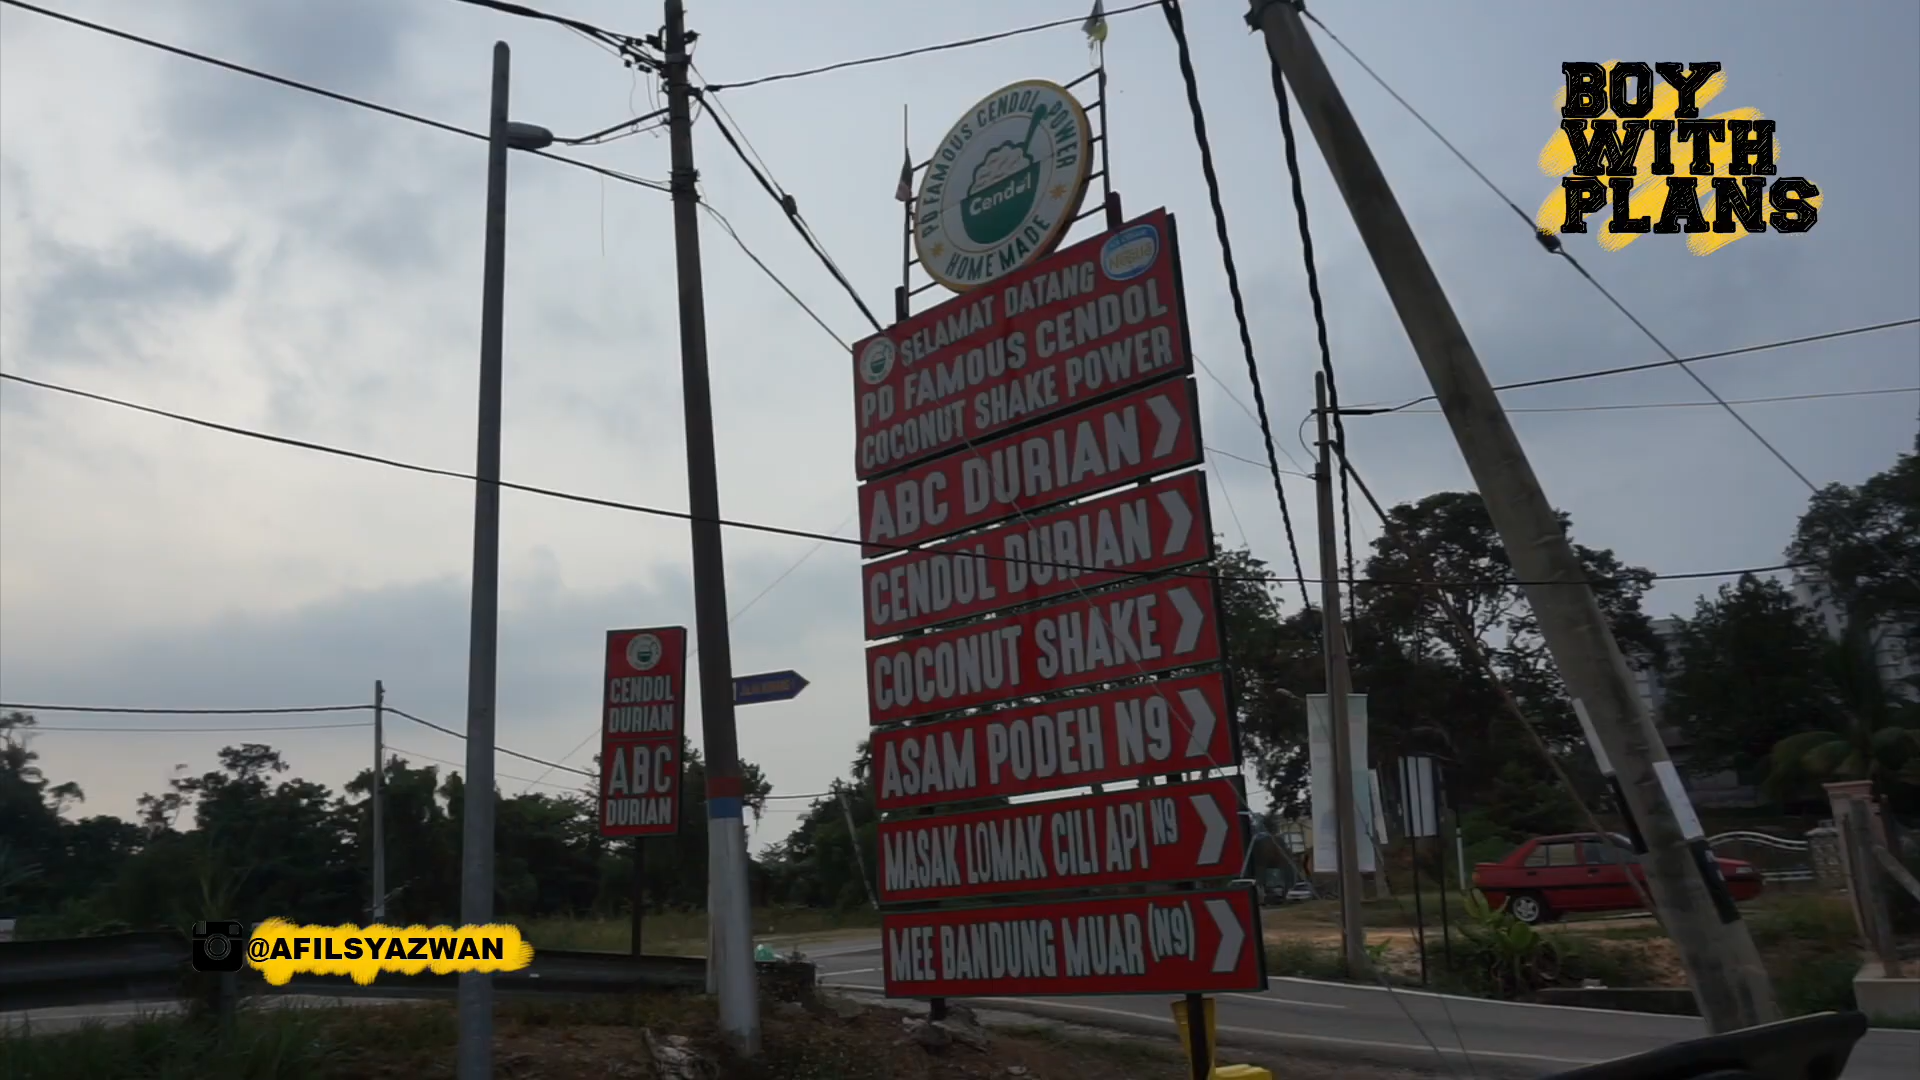 BOY
WITH
PLANS
PD FAMOUS CENDOL POWER
Cendol
HOMEMADE
SELAMAT DATANG
PD FAMOUS CENDOL
COCONUT SHAKE POWER
ABC DURIAN
CENDOL DURIAN
COCONUT SHAKE
ASAM PODEH N9
MASAK LOMAK CILI API N9
MEE BANDUNG MUAR (N9)
CENDOL
DURIAN
ABC
DURIAN
@AFILSYAZWAN